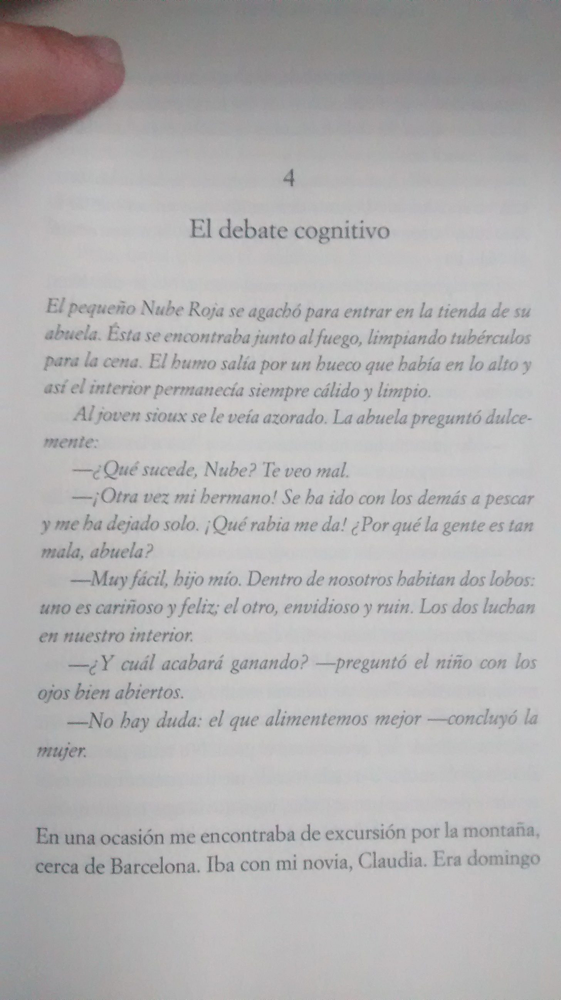 4
El debate cognitivo
El pequeño Nube Roja se agachó para entrar en la tienda de su
abuela. Ésta se encontraba junto al fuego, limpiando tubérculos
para la cena. El humo salía por un hueco que había en lo alto y
así el interior permanecía siempre cálido y limpio.
Al joven sioux se le veía azorado. La abuela preguntó dulce-
mente:
—¿Qué sucede, Nube? Te veo mal.
—¡Otra vez mi hermano! Se ha ido con los demás a pescar
y me ha dejado solo. ¡Qué rabia me da! ¿Por qué la gente es tan
mala, abuela?
—Muy fácil, hijo mío. Dentro de nosotros habitan dos lobos:
uno es cariñoso y feliz; el otro, envidioso y ruin. Los dos luchan
en nuestro interior.
—¿Y cuál acabará ganando? —preguntó el niño con los
ojos bien abiertos.
—No hay duda: el que alimentemos mejor —concluyó la
mujer.
En una ocasión me encontraba de excursión por la montaña,
cerca de Barcelona. Iba con mi novia, Claudia. Era domingo